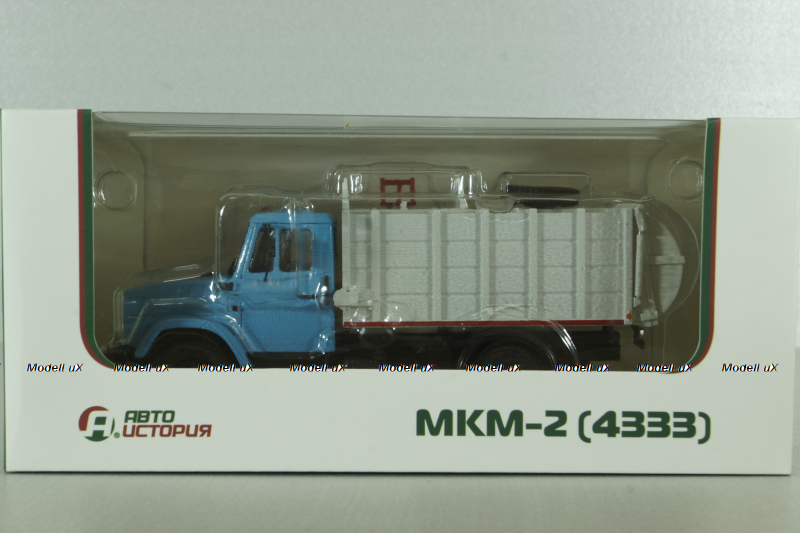 Modell uX Modell uX Modell uX Modell uX Modell uX Modell uX Modell uX Modell uX Modell uX
АВТО
ИСТОРИЯ
®
МКМ-2 (4333)